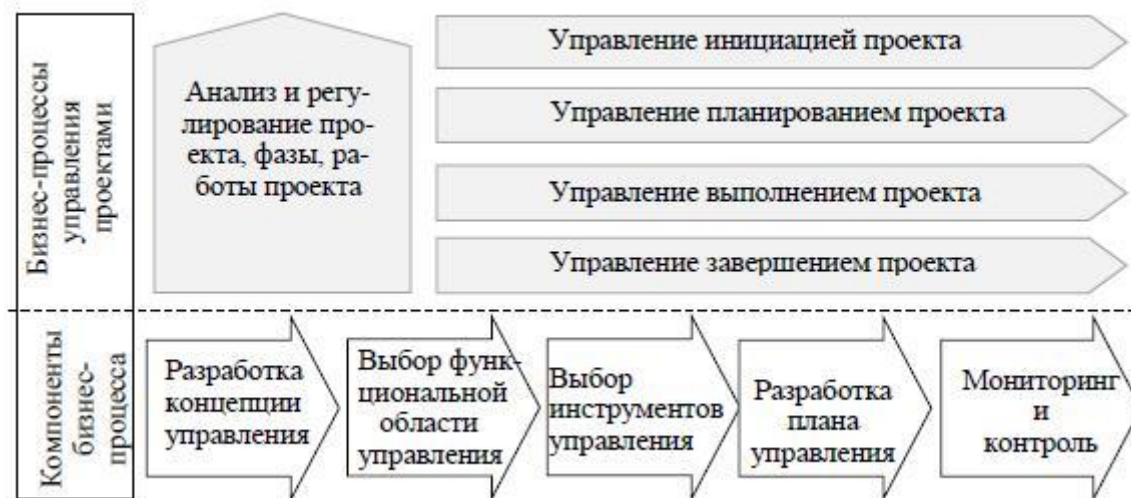 Бизнес-процессы
управления
проектами
Анализ и регу-
лирование про-
екта, фазы, ра-
боты проекта
Управление инициацией проекта
Управление планированием проекта
Управление выполнением проекта
Управление завершением проекта
Компоненты
бизнес-
процесса
Разработка
концепции
управления
Выбор функ-
циональной
области
управления
Выбор
инструментов
управления
Разработка
плана
управления
Мониторинг
и
контроль